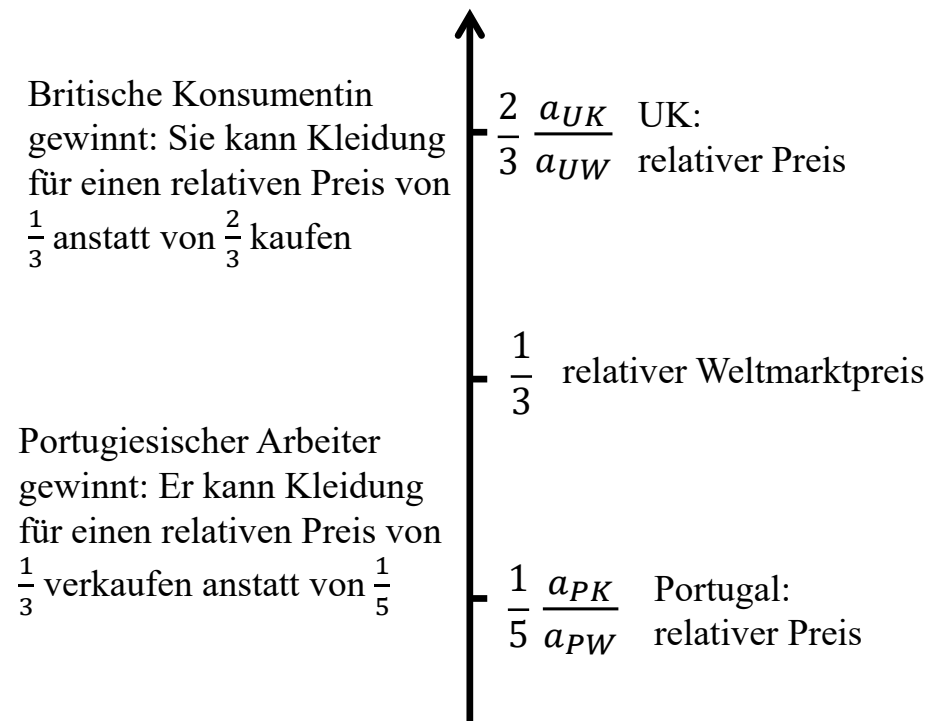 Britische Konsumentin
gewinnt: Sie kann Kleidung
für einen relativen Preis von
1/3 anstatt von 2/3 kaufen
2/3 a_UK/a_UW UK:
relativer Preis
1/3 relativer Weltmarktpreis
Portugiesischer Arbeiter
gewinnt: Er kann Kleidung
für einen relativen Preis von
1/3 verkaufen anstatt von 1/5
1/5 a_PK/a_PW Portugal:
relativer Preis